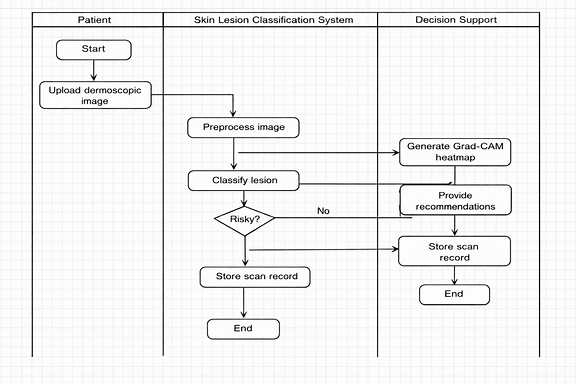 Patient
Skin Lesion Classification System
Decision Support
Start
Upload dermoscopic
image
Preprocess image
Generate Grad-CAM
heatmap
Classify lesion
Provide
recommendations
Risky?
No
Store scan
record
Store scan record
End
End